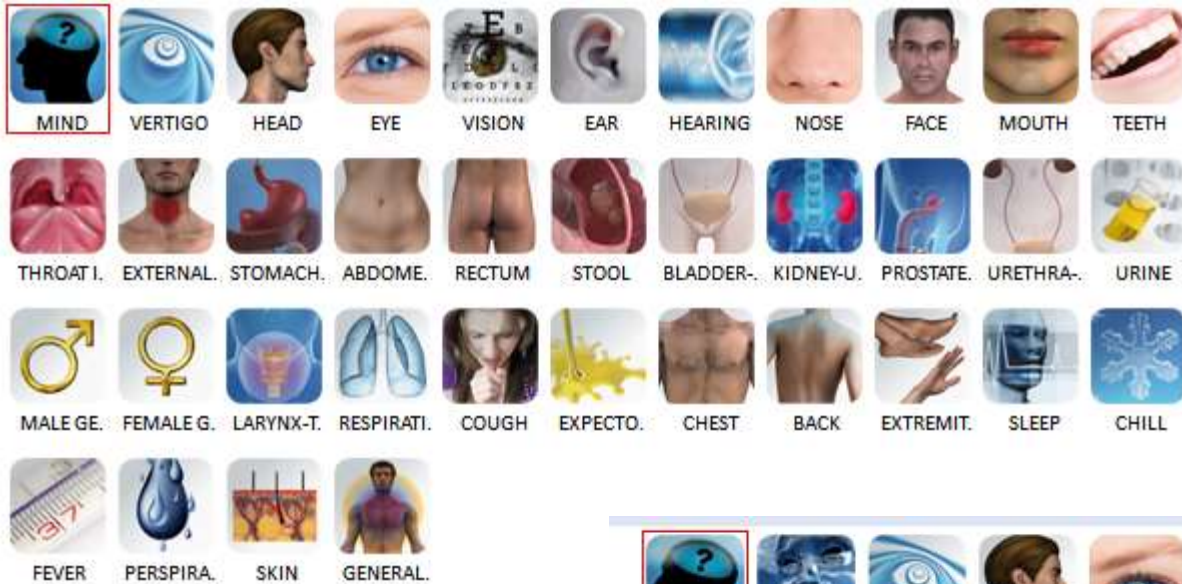 MIND VERTIGO HEAD EYE VISION EAR HEARING NOSE FACE MOUTH TEETH
THROAT I. EXTERNAL. STOMACH. ABDOME. RECTUM STOOL BLADDER-. KIDNEY-U. PROSTATE. URETHRA-. URINE
MALE GE. FEMALE G. LARYNX-T. RESPIRATI. COUGH EXPECTO. CHEST BACK EXTREMIT. SLEEP CHILL
FEVER PERSPIRA. SKIN GENERAL.